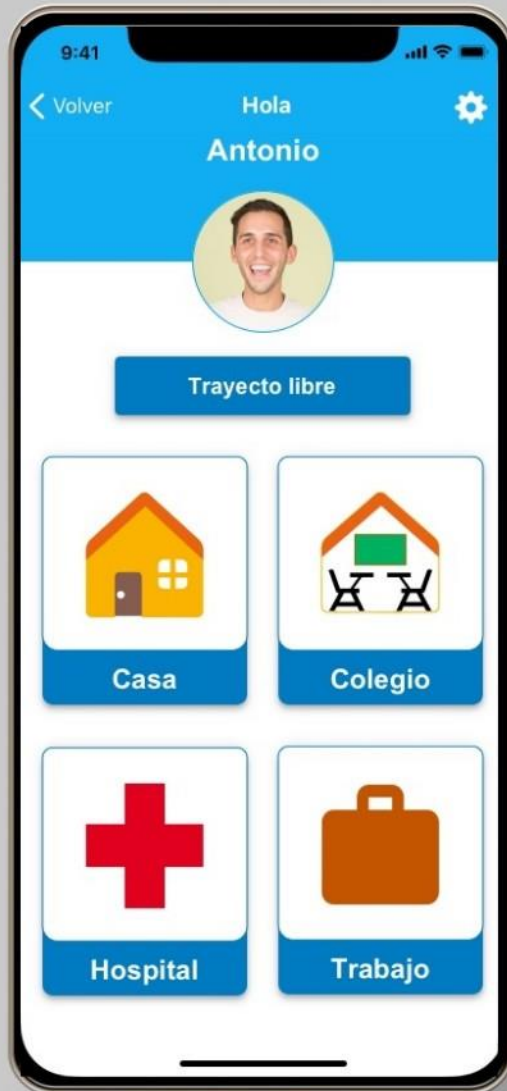 9:41
Volver
Hola
Antonio
Trayecto libre
Casa
Colegio
Hospital
Trabajo